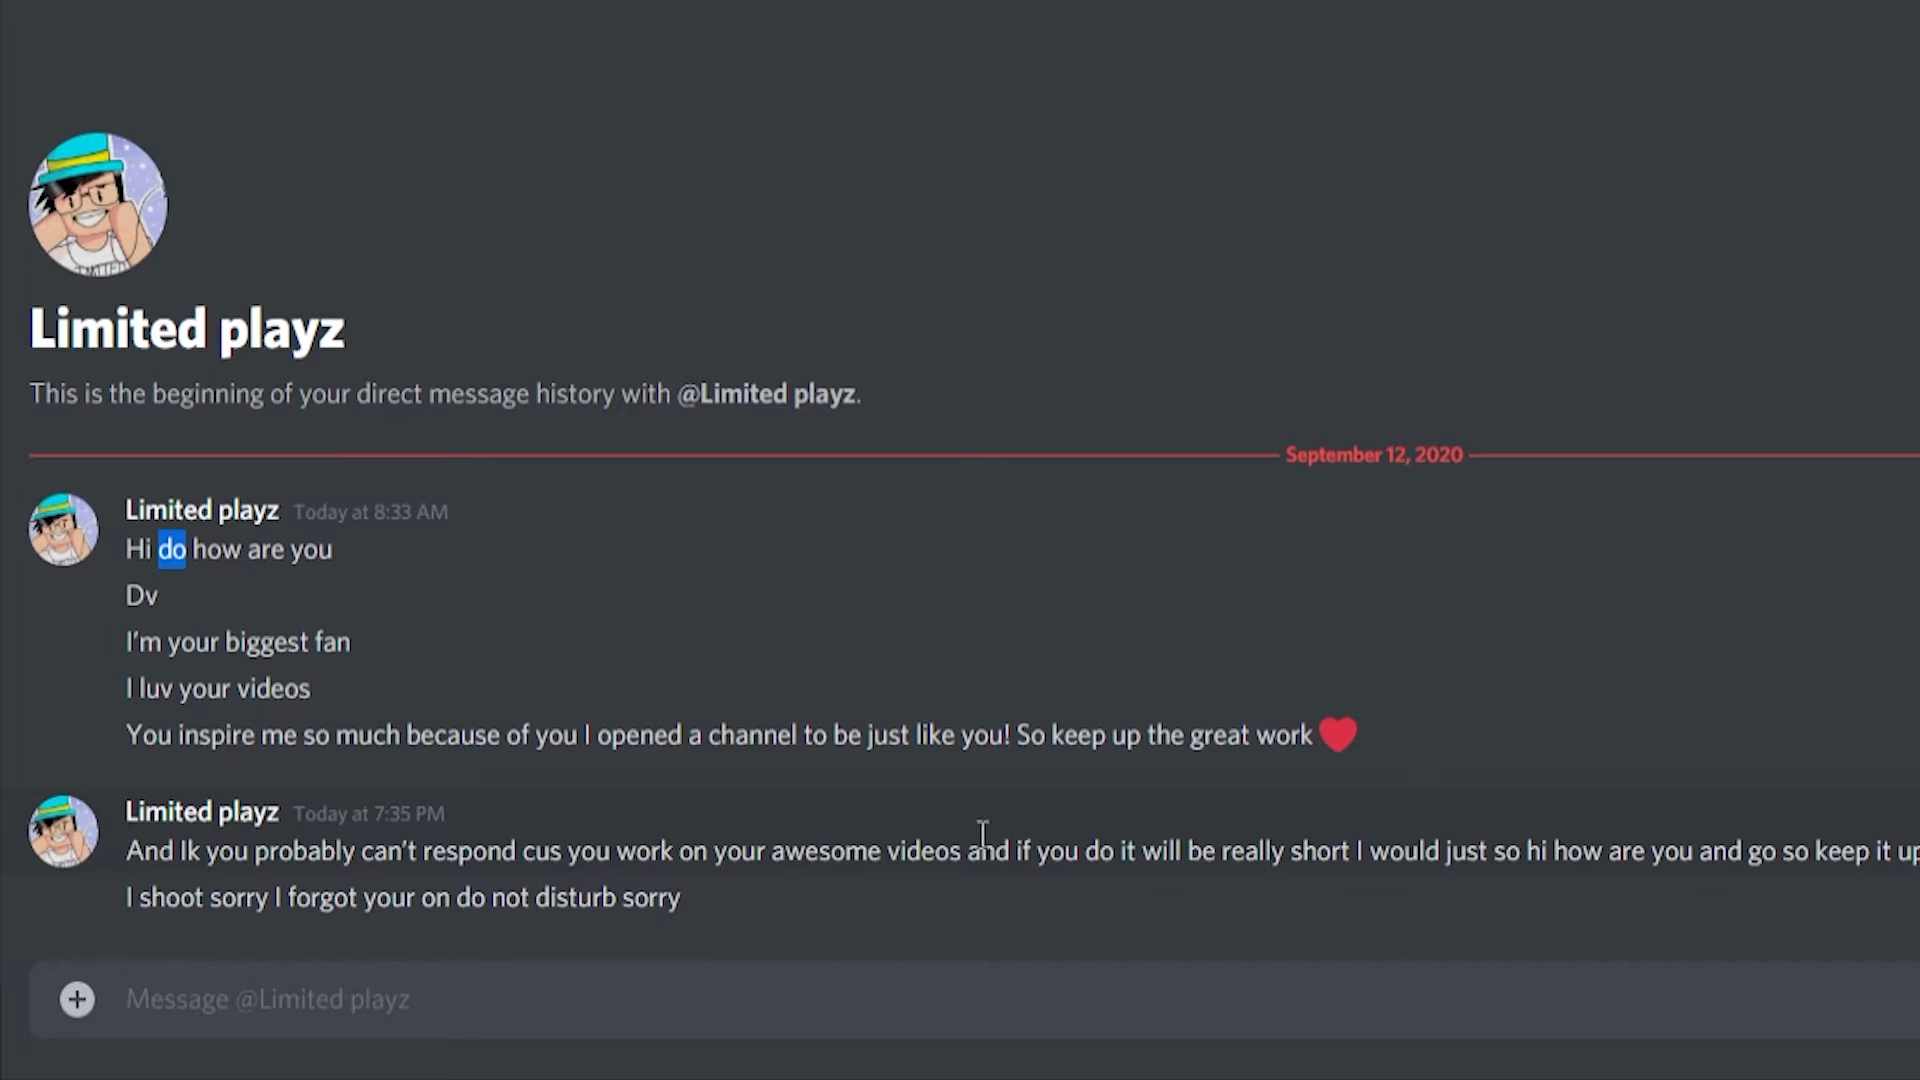 Limited playz
This is the beginning of your direct message history with @Limited playz.
September 12, 2020
Limited playz Today at 8:33 AM
Hi do how are you
Dv
I'm your biggest fan
I luv your videos
You inspire me so much because of you I opened a channel to be just like you! So keep up the great work ❤️
Limited playz Today at 7:35 PM
And Ik you probably can't respond cus you work on your awesome videos and if you do it will be really short I would just so hi how are you and go so keep it up
I shoot sorry I forgot your on do not disturb sorry
Message @Limited playz